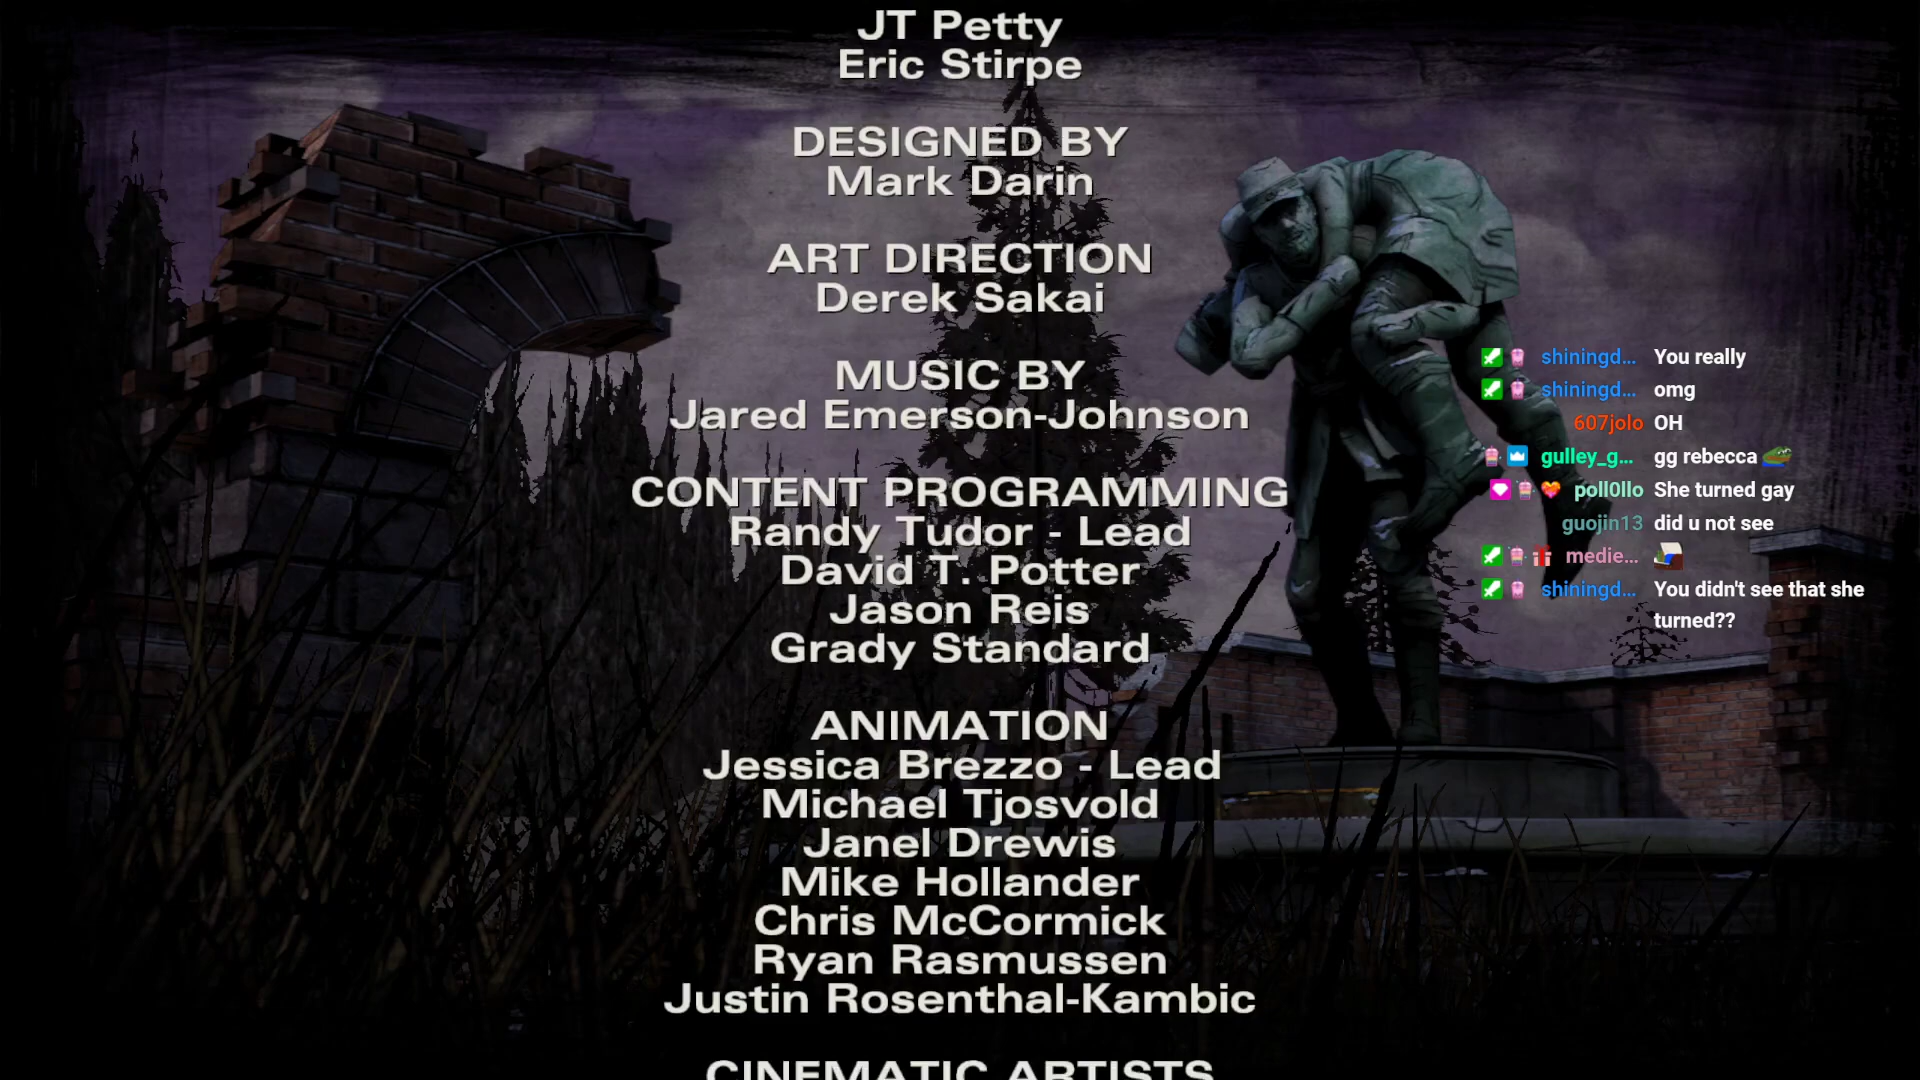 JT Petty
Eric Stirpe
DESIGNED BY
Mark Darin
ART DIRECTION
Derek Sakai
MUSIC BY
Jared Emerson-Johnson
CONTENT PROGRAMMING
Randy Tudor - Lead
David T. Potter
Jason Reis
Grady Standard
ANIMATION
Jessica Brezzo - Lead
Michael Tjosvold
Janel Drewis
Mike Hollander
Chris McCormick
Ryan Rasmussen
Justin Rosenthal-Kambic
CINEMATIC ARTISTS
shiningd... You really
shiningd... omg
607jolo OH
gulley_g... gg rebecca
poll0llo She turned gay
guojin13 did u not see
medie...
shiningd... You didn't see that she
turned??